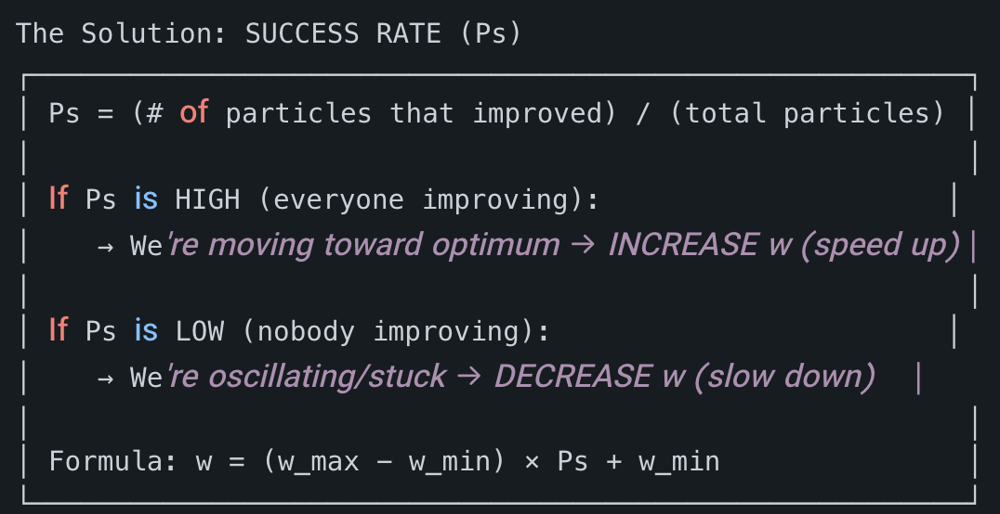 The Solution: SUCCESS RATE (Ps)
Ps = (# of particles that improved) / (total particles)
If Ps is HIGH (everyone improving):
→ We're moving toward optimum → INCREASE w (speed up)
If Ps is LOW (nobody improving):
→ We're oscillating/stuck → DECREASE w (slow down)
Formula: w = (w_max − w_min) × Ps + w_min